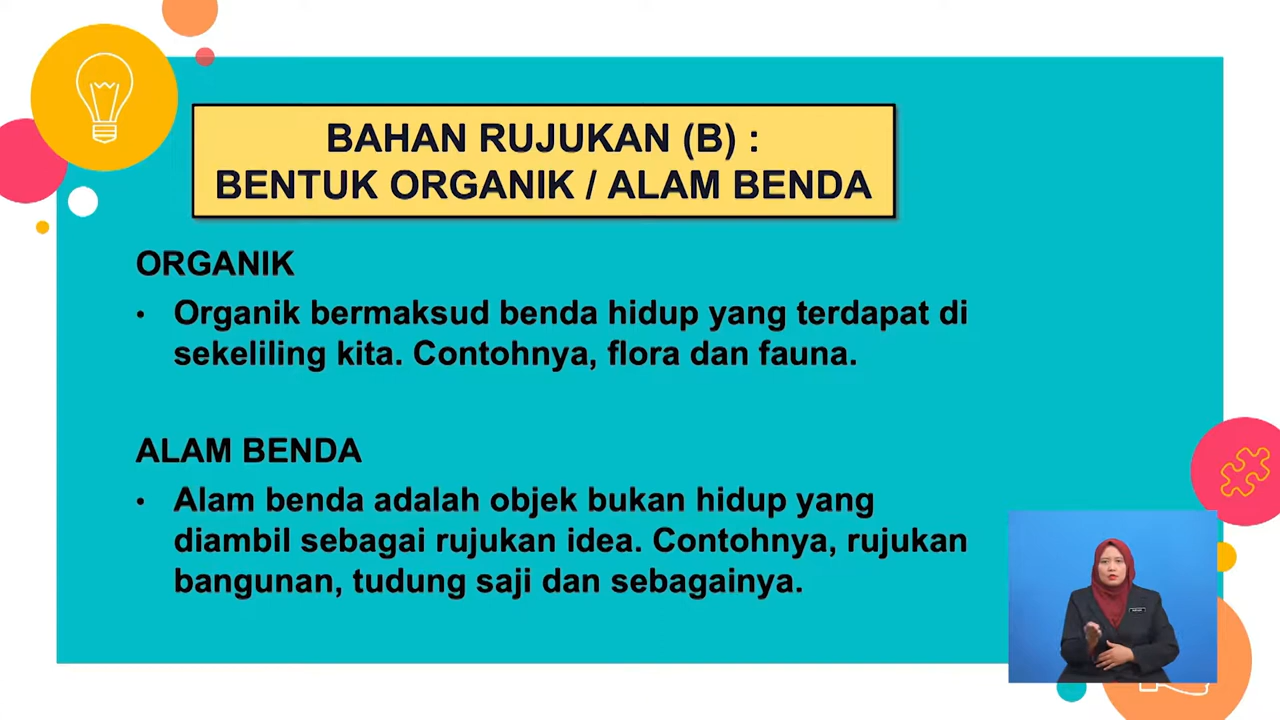 BAHAN RUJUKAN (B) :
BENTUK ORGANIK / ALAM BENDA
ORGANIK
• Organik bermaksud benda hidup yang terdapat di
sekeliling kita. Contohnya, flora dan fauna.
ALAM BENDA
• Alam benda adalah objek bukan hidup yang
diambil sebagai rujukan idea. Contohnya, rujukan
bangunan, tudung saji dan sebagainya.